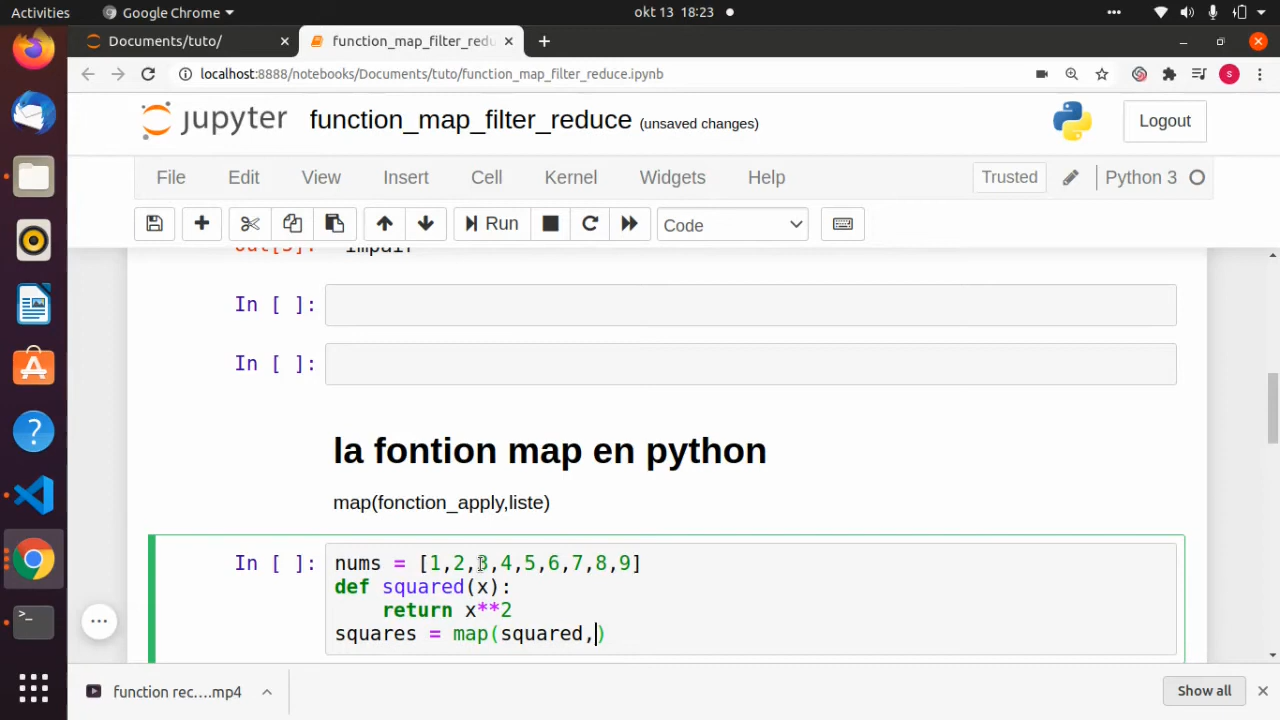 Activities
Google Chrome
okt 13 18:23
Documents/tuto/
function_map_filter_redu
localhost:8888/notebooks/Documents/tuto/function_map_filter_reduce.ipynb
s
jupyter
function_map_filter_reduce (unsaved changes)
Logout
File Edit View Insert Cell Kernel Widgets Help
Trusted
Python 3
Run
Code
Out[5]: 'impair'
In [ ]:
In [ ]:
la fontion map en python
map(fonction_apply,liste)
In [ ]: nums = [1,2,3,4,5,6,7,8,9]
def squared(x):
return x**2
squares = map(squared,)
function rec....mp4
Show all